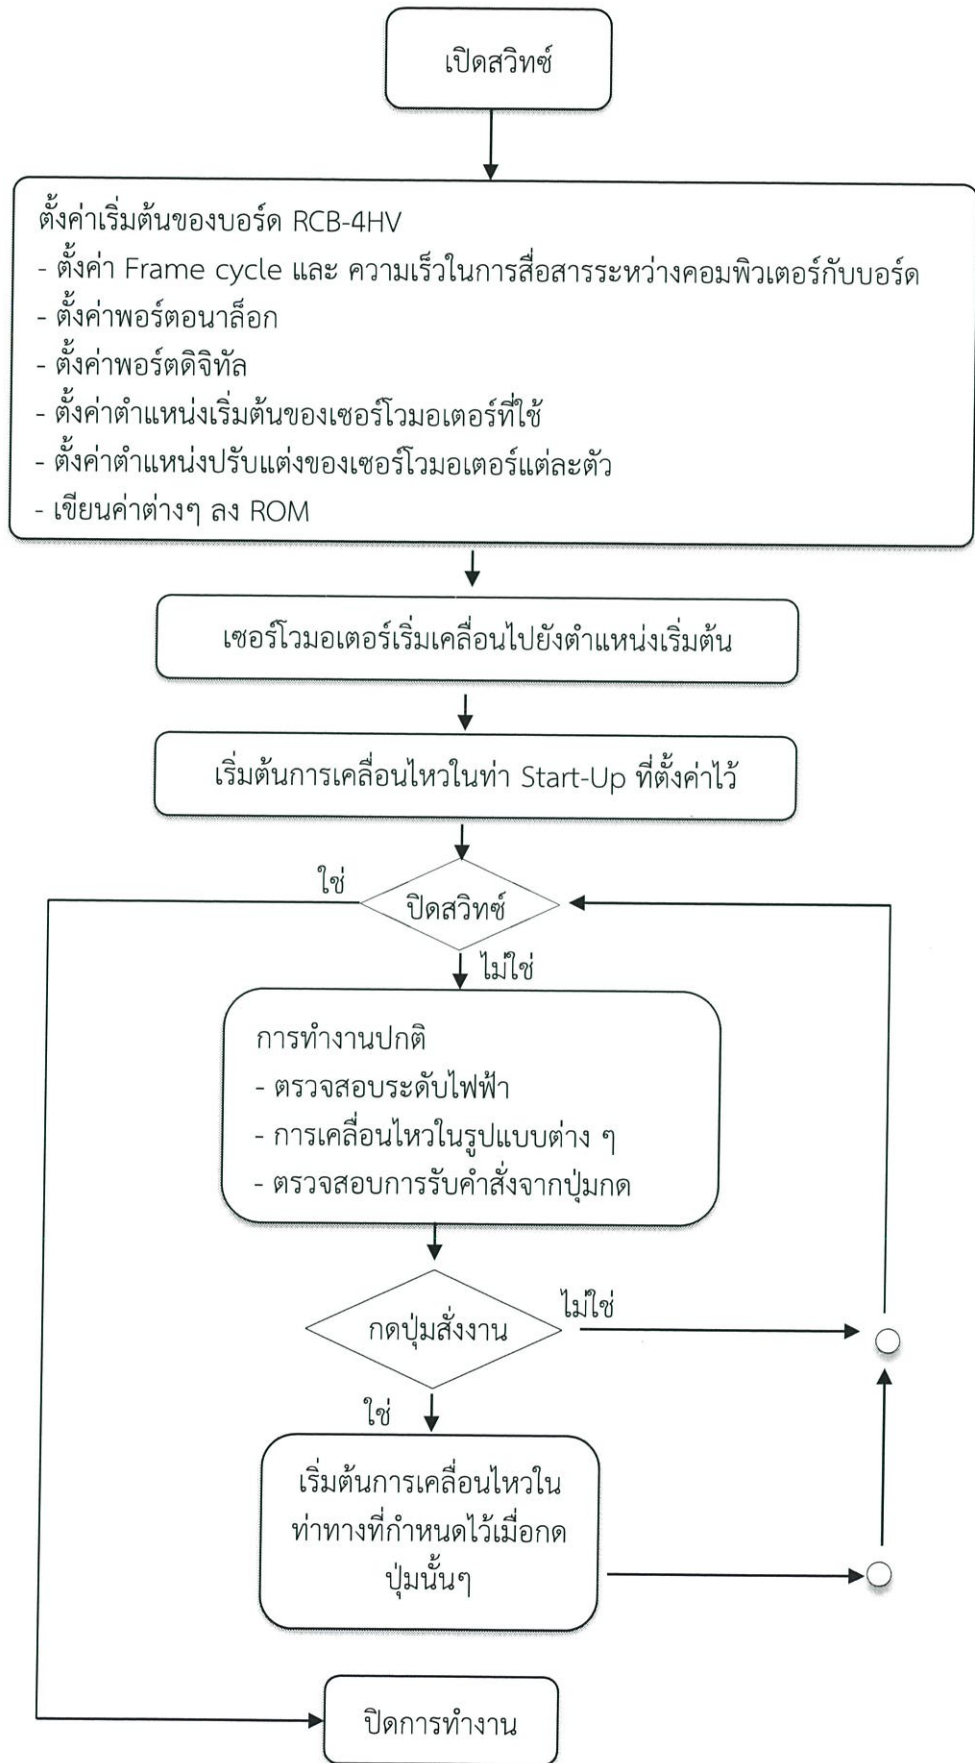 เปิดสวิทซ์
ตั้งค่าเริ่มต้นของบอร์ด RCB-4HV
- ตั้งค่า Frame cycle และ ความเร็วในการสื่อสารระหว่างคอมพิวเตอร์กับบอร์ด
- ตั้งค่าพอร์ตอนาล็อก
- ตั้งค่าพอร์ตดิจิทัล
- ตั้งค่าตำแหน่งเริ่มต้นของเซอร์โวมอเตอร์ที่ใช้
- ตั้งค่าตำแหน่งปรับแต่งของเซอร์โวมอเตอร์แต่ละตัว
- เขียนค่าต่างๆ ลง ROM
เซอร์โวมอเตอร์เริ่มเคลื่อนไปยังตำแหน่งเริ่มต้น
เริ่มต้นการเคลื่อนไหวในท่า Start-Up ที่ตั้งค่าไว้
ใช่
ปิดสวิทซ์
ไม่ใช่
การทำงานปกติ
- ตรวจสอบระดับไฟฟ้า
- การเคลื่อนไหวในรูปแบบต่าง ๆ
- ตรวจสอบการรับคำสั่งจากปุ่มกด
ไม่ใช่
กดปุ่มสั่งงาน
ใช่
เริ่มต้นการเคลื่อนไหวใน
ท่าทางที่กำหนดไว้เมื่อกด
ปุ่มนั้นๆ
ปิดการทำงาน